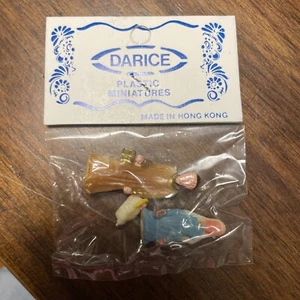 DARICE
PLASTIC
MINIATURES
MADE IN HONG KONG